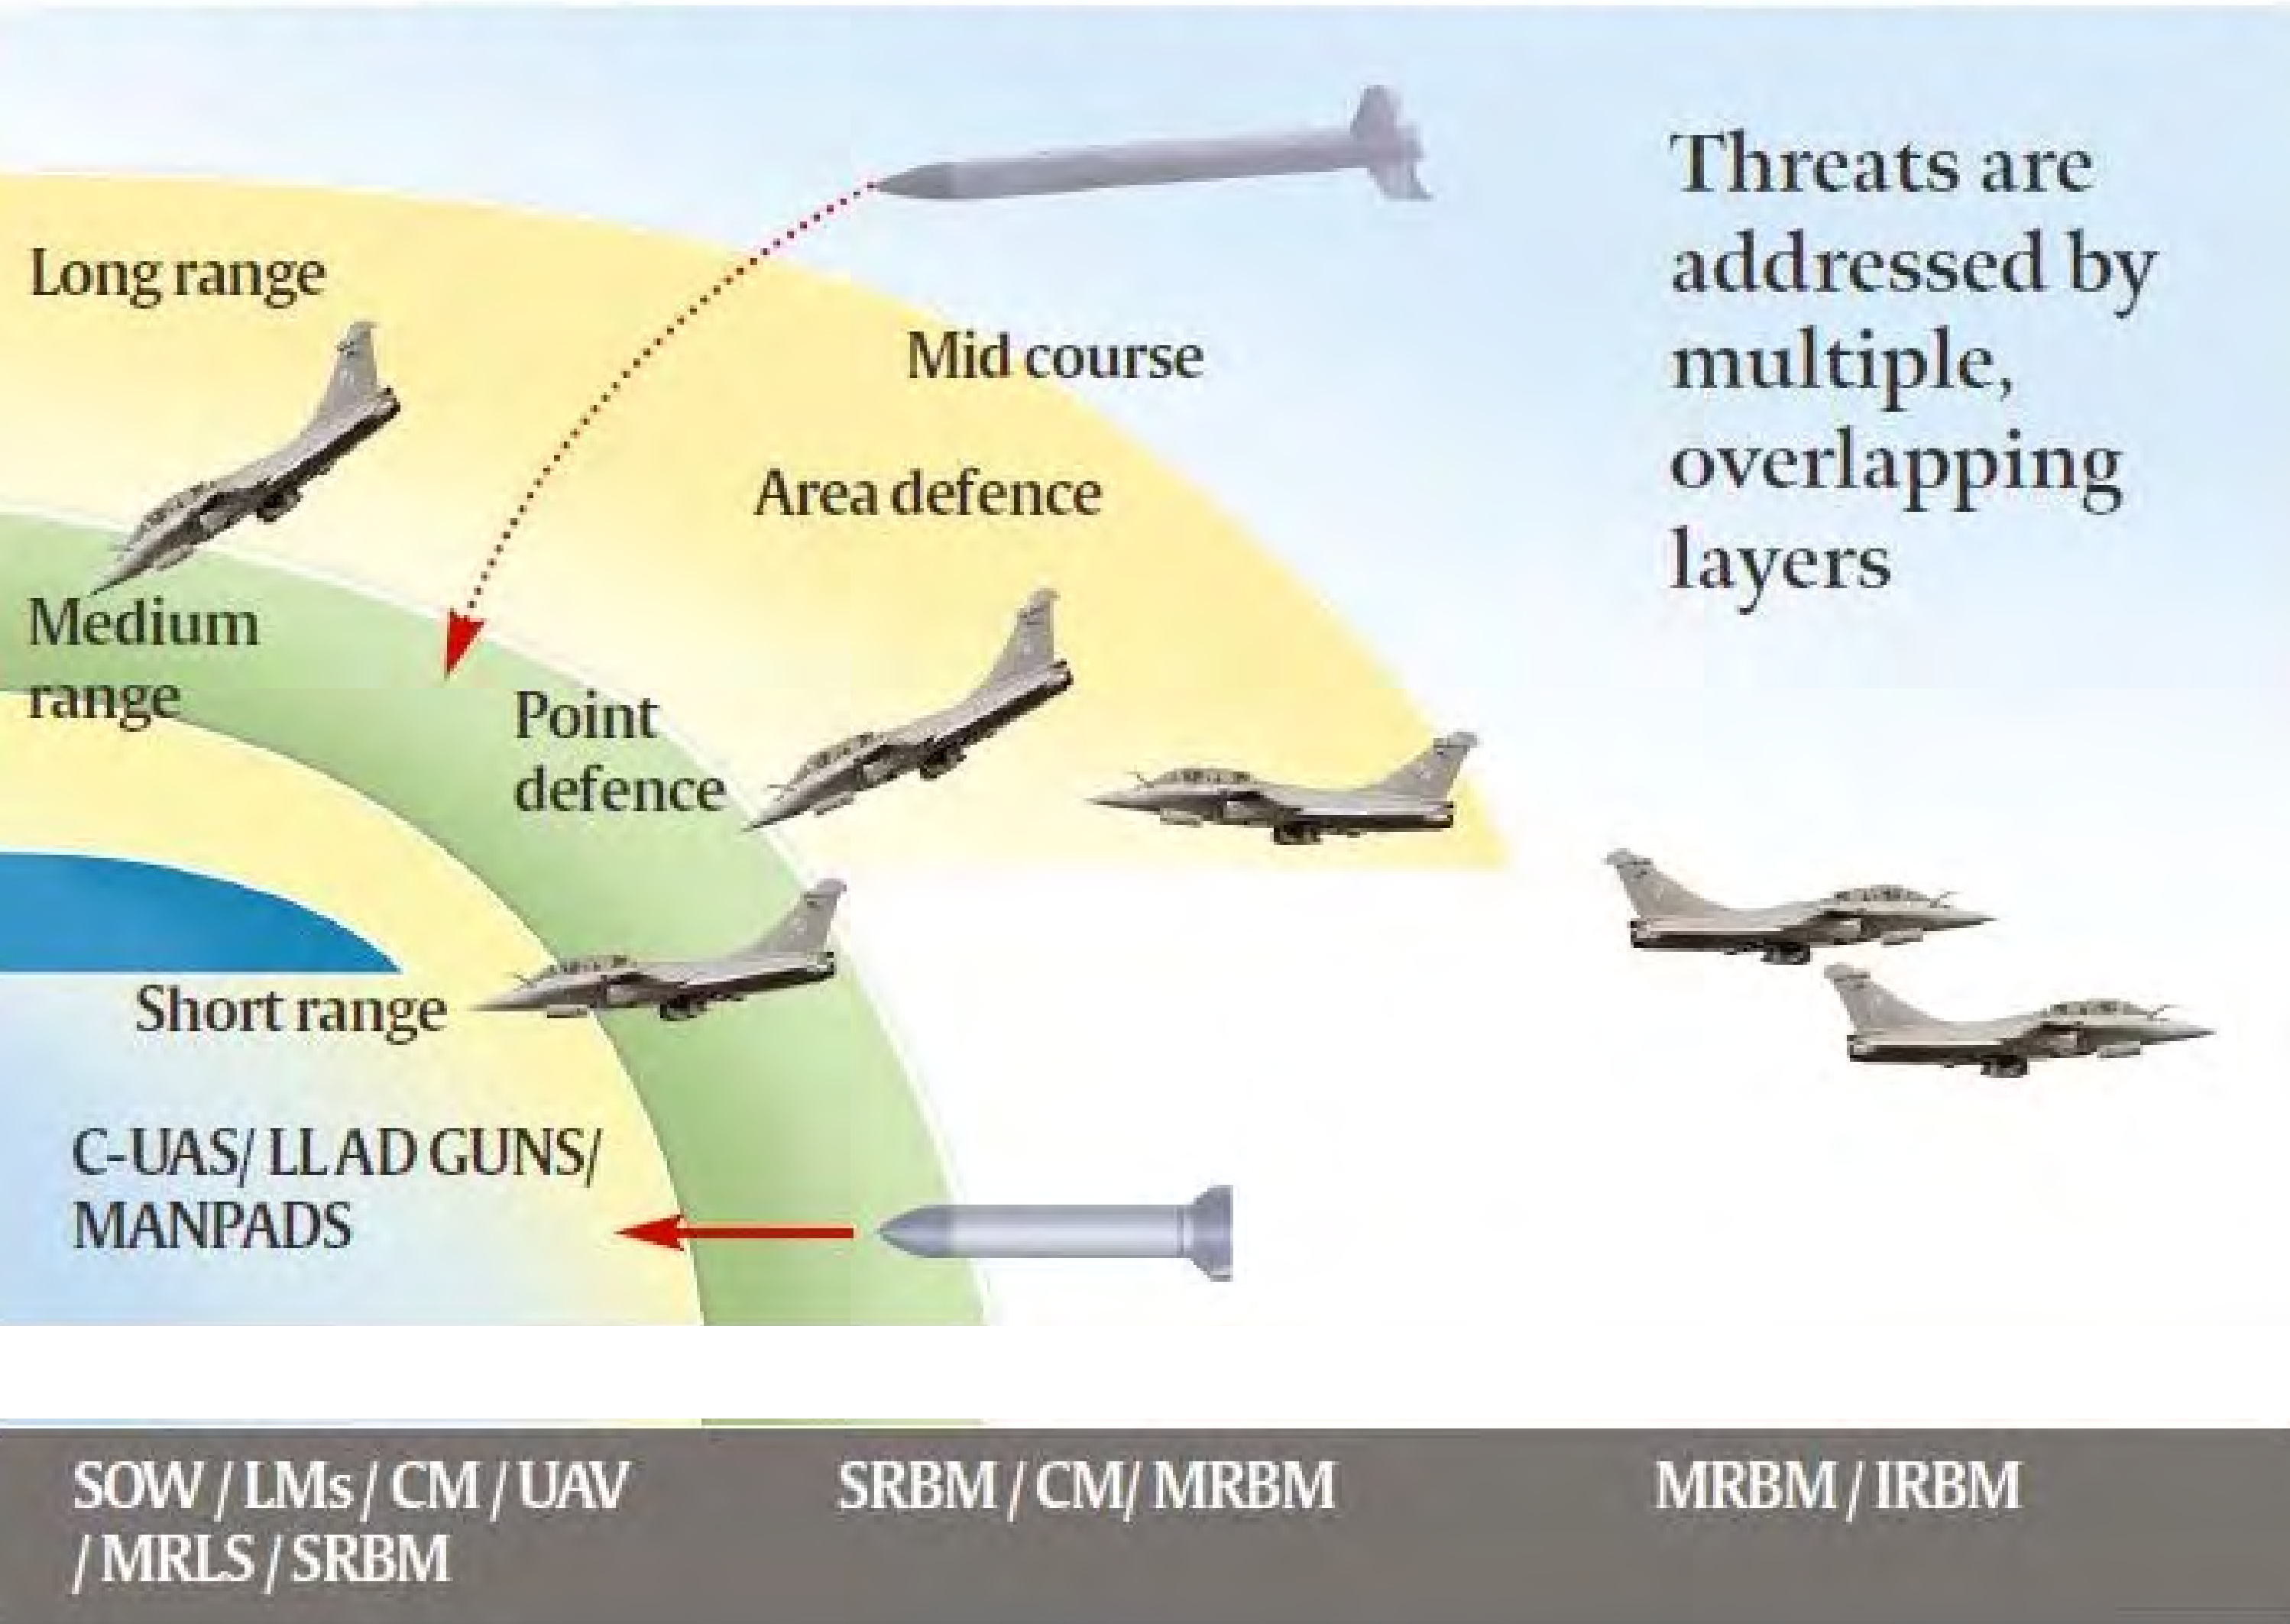 Threats are
addressed by
multiple,
overlapping
layers
Long range
Mid course
Area defence
Medium
range
Point
defence
Short range
C-UAS/ LLAD GUNS/
MANPADS
SOW / LMs / CM / UAV
/ MRLS / SRBM
SRBM / CM/ MRBM
MRBM / IRBM